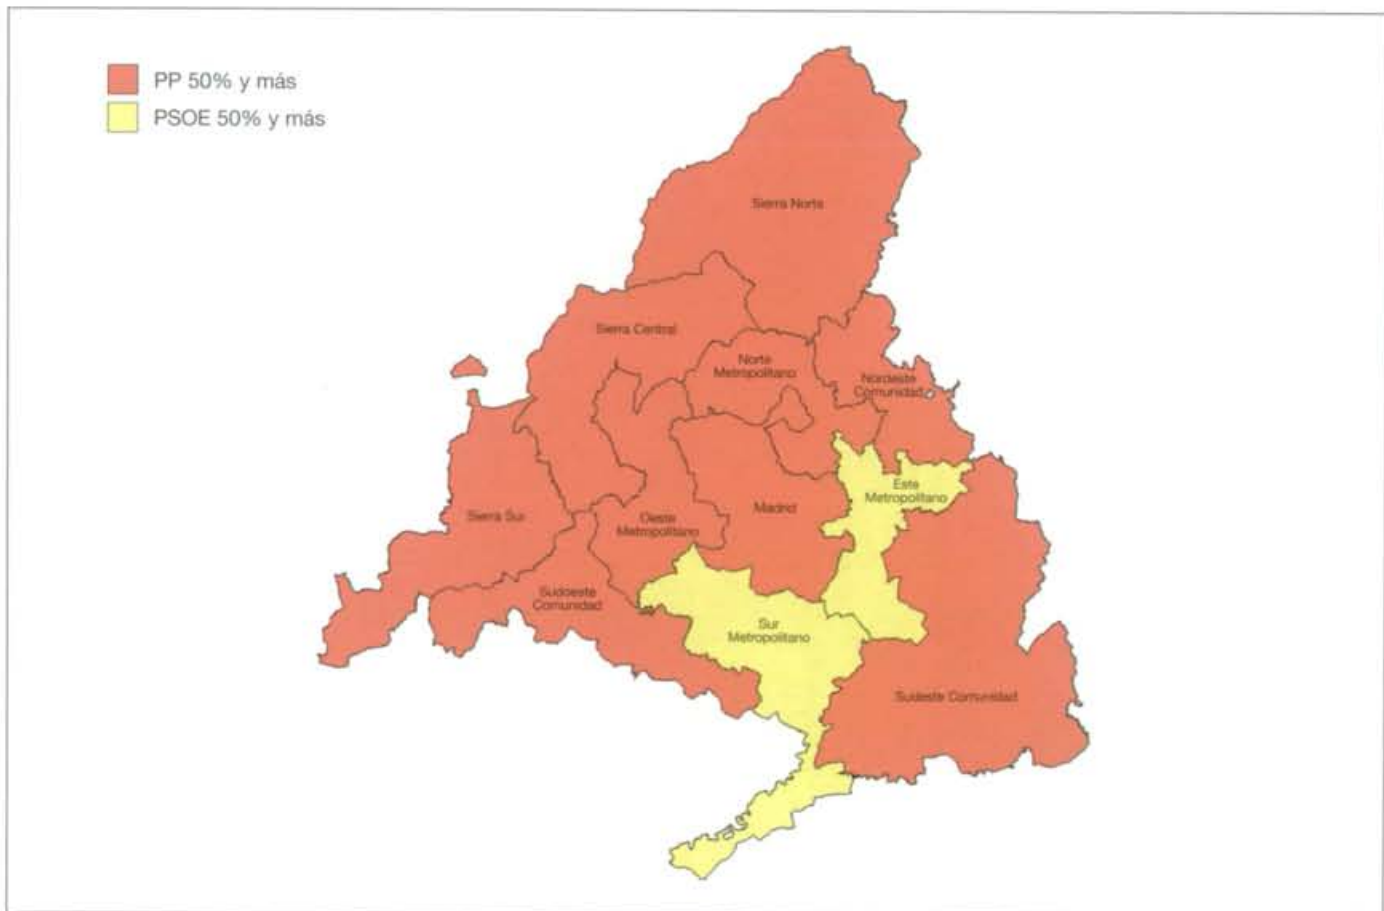 PP 50% y más
PSOE 50% y más
Sierra Norte
Sierra Central
Norte
Metropolitano
Nordeste
Comunidad
Este
Metropolitano
Madrid
Oeste
Metropolitano
Sierra Sur
Sudoeste
Comunidad
Sur
Metropolitano
Sudeste Comunidad